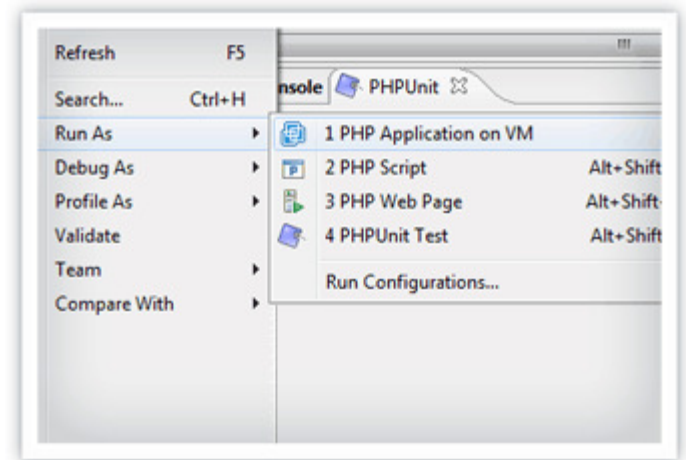 Refresh F5
Search... Ctrl+H
Run As
Debug As
Profile As
Validate
Team
Compare With
nsole PHPUnit
1 PHP Application on VM
2 PHP Script Alt+Shift
3 PHP Web Page Alt+Shift
4 PHPUnit Test Alt+Shift
Run Configurations...